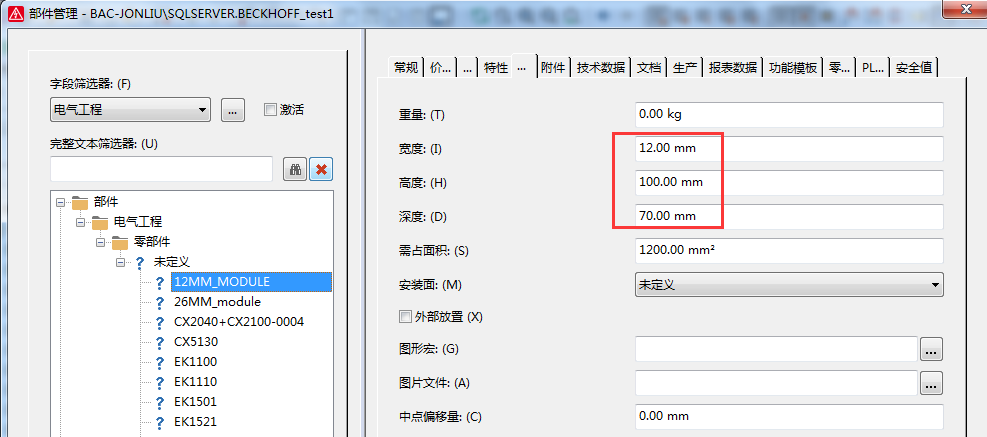 部件管理 - BAC-JONLIU\SQLSERVER.BECKHOFF_test1
字段筛选器: (F)
电气工程
...
激活
完整文本筛选器: (U)
部件
电气工程
零部件
? 未定义
? 12MM_MODULE
? 26MM_module
? CX2040+CX2100-0004
? CX5130
? EK1100
? EK1110
? EK1501
? EK1521
常规 价... ... 特性 ... 附件 技术数据 文档 生产 报表数据 功能模板 零... PL... 安全值
重量: (T) 0.00 kg
宽度: (I) 12.00 mm
高度: (H) 100.00 mm
深度: (D) 70.00 mm
需占面积: (S) 1200.00 mm²
安装面: (M) 未定义
外部放置 (X)
图形宏: (G) ...
图片文件: (A) ...
中点偏移量: (C) 0.00 mm